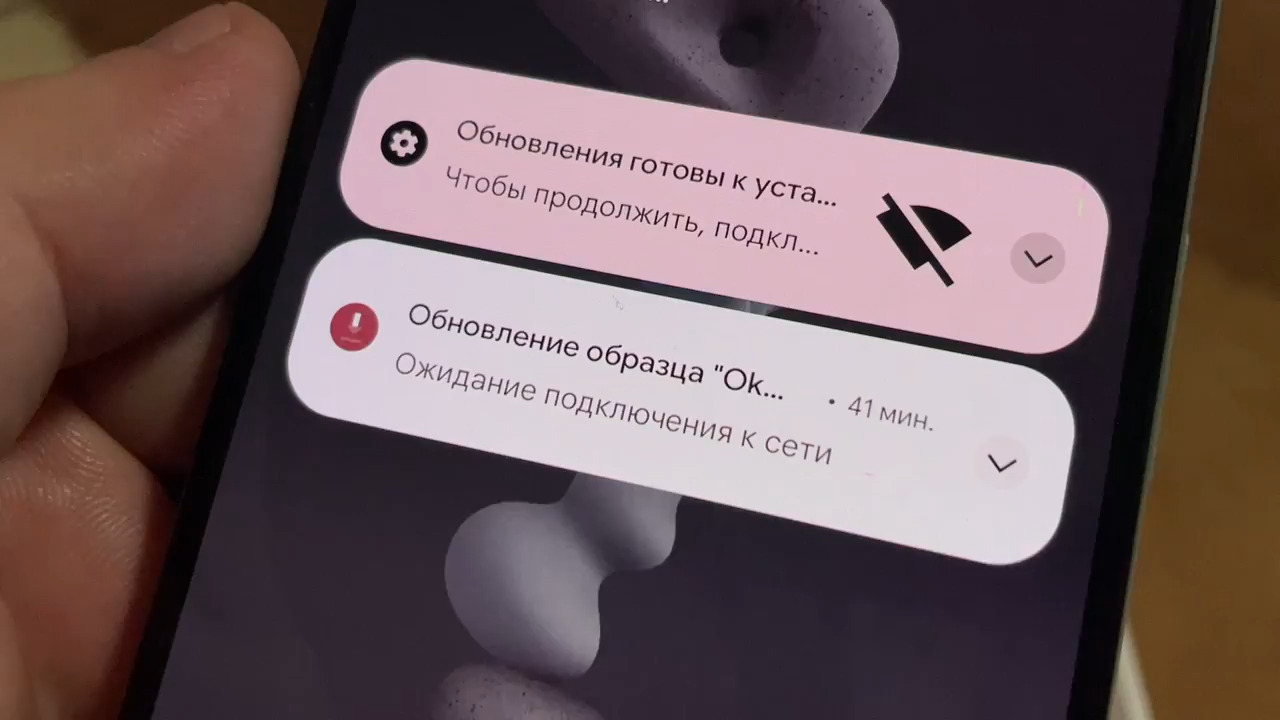 Обновления готовы к уста...
Чтобы продолжить, подкл...
Обновление образца "Ok... • 41 мин.
Ожидание подключения к сети